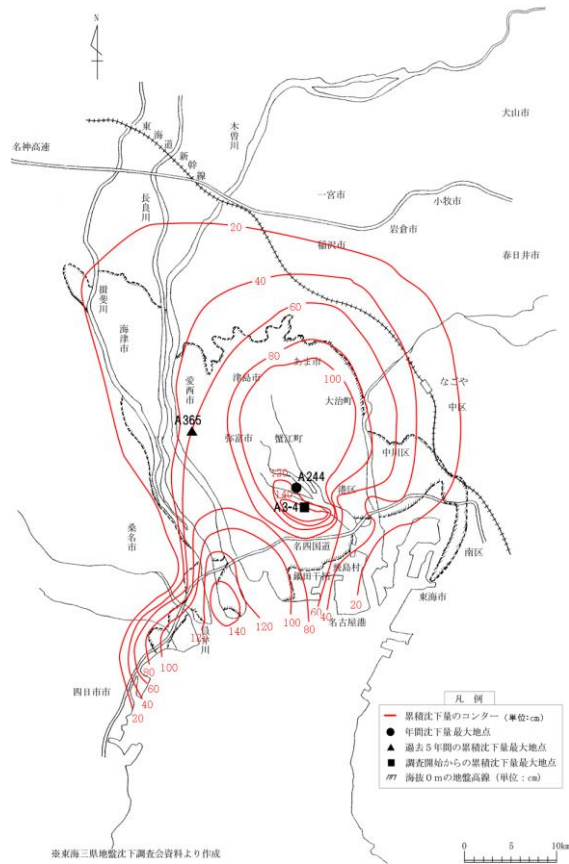 N
犬山市
木曽川
東海道新幹線
名神高速
長良川
一宮市
小牧市
岩倉市
20
稲沢市
春日井市
揖斐川
40
海津市
60
80
あま市
なごや
愛西市
津島市
100
中区
大治町
A365
弥富市
蟹江町
中川区
120
A244
140
港区
A3-4
桑名市
名四国道
南区
飛島村
鍋田干拓
60
40
20
東海市
100
80
名古屋港
120
140
120
揖斐川
100
80
60
四日市市
40
20
凡 例
累積沈下量のコンター (単位:cm)
年間沈下量最大地点
過去5年間の累積沈下量最大地点
調査開始からの累積沈下量最大地点
海抜0mの地盤高線(単位:cm)
0 5 10km
※東海三県地盤沈下調査会資料より作成